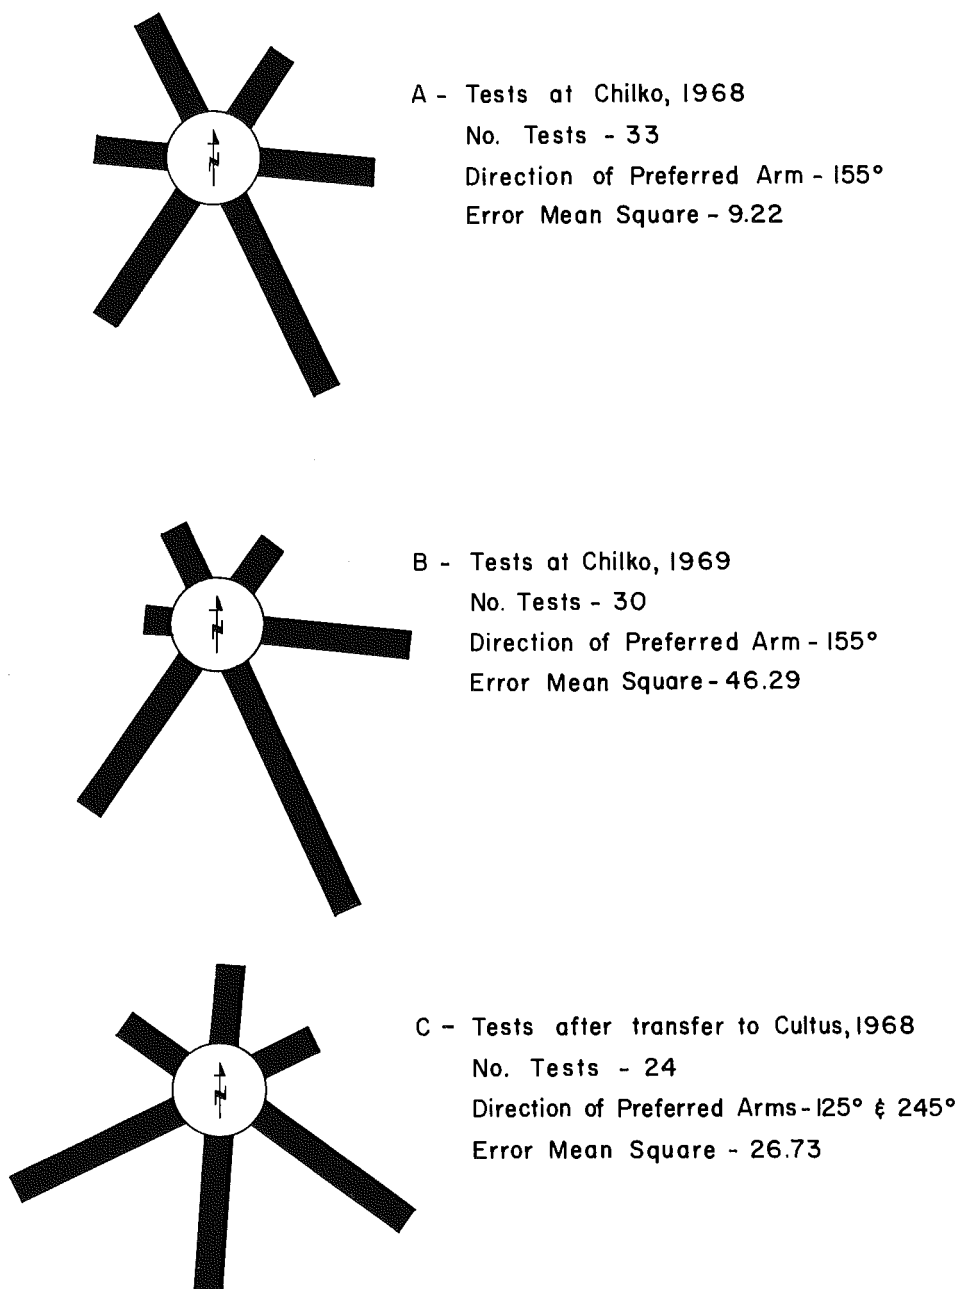 A - Tests at Chilko, 1968
No. Tests - 33
Direction of Preferred Arm - 155°
Error Mean Square - 9.22
B - Tests at Chilko, 1969
No. Tests - 30
Direction of Preferred Arm - 155°
Error Mean Square - 46.29
C - Tests after transfer to Cultus, 1968
No. Tests - 24
Direction of Preferred Arms - 125° & 245°
Error Mean Square - 26.73